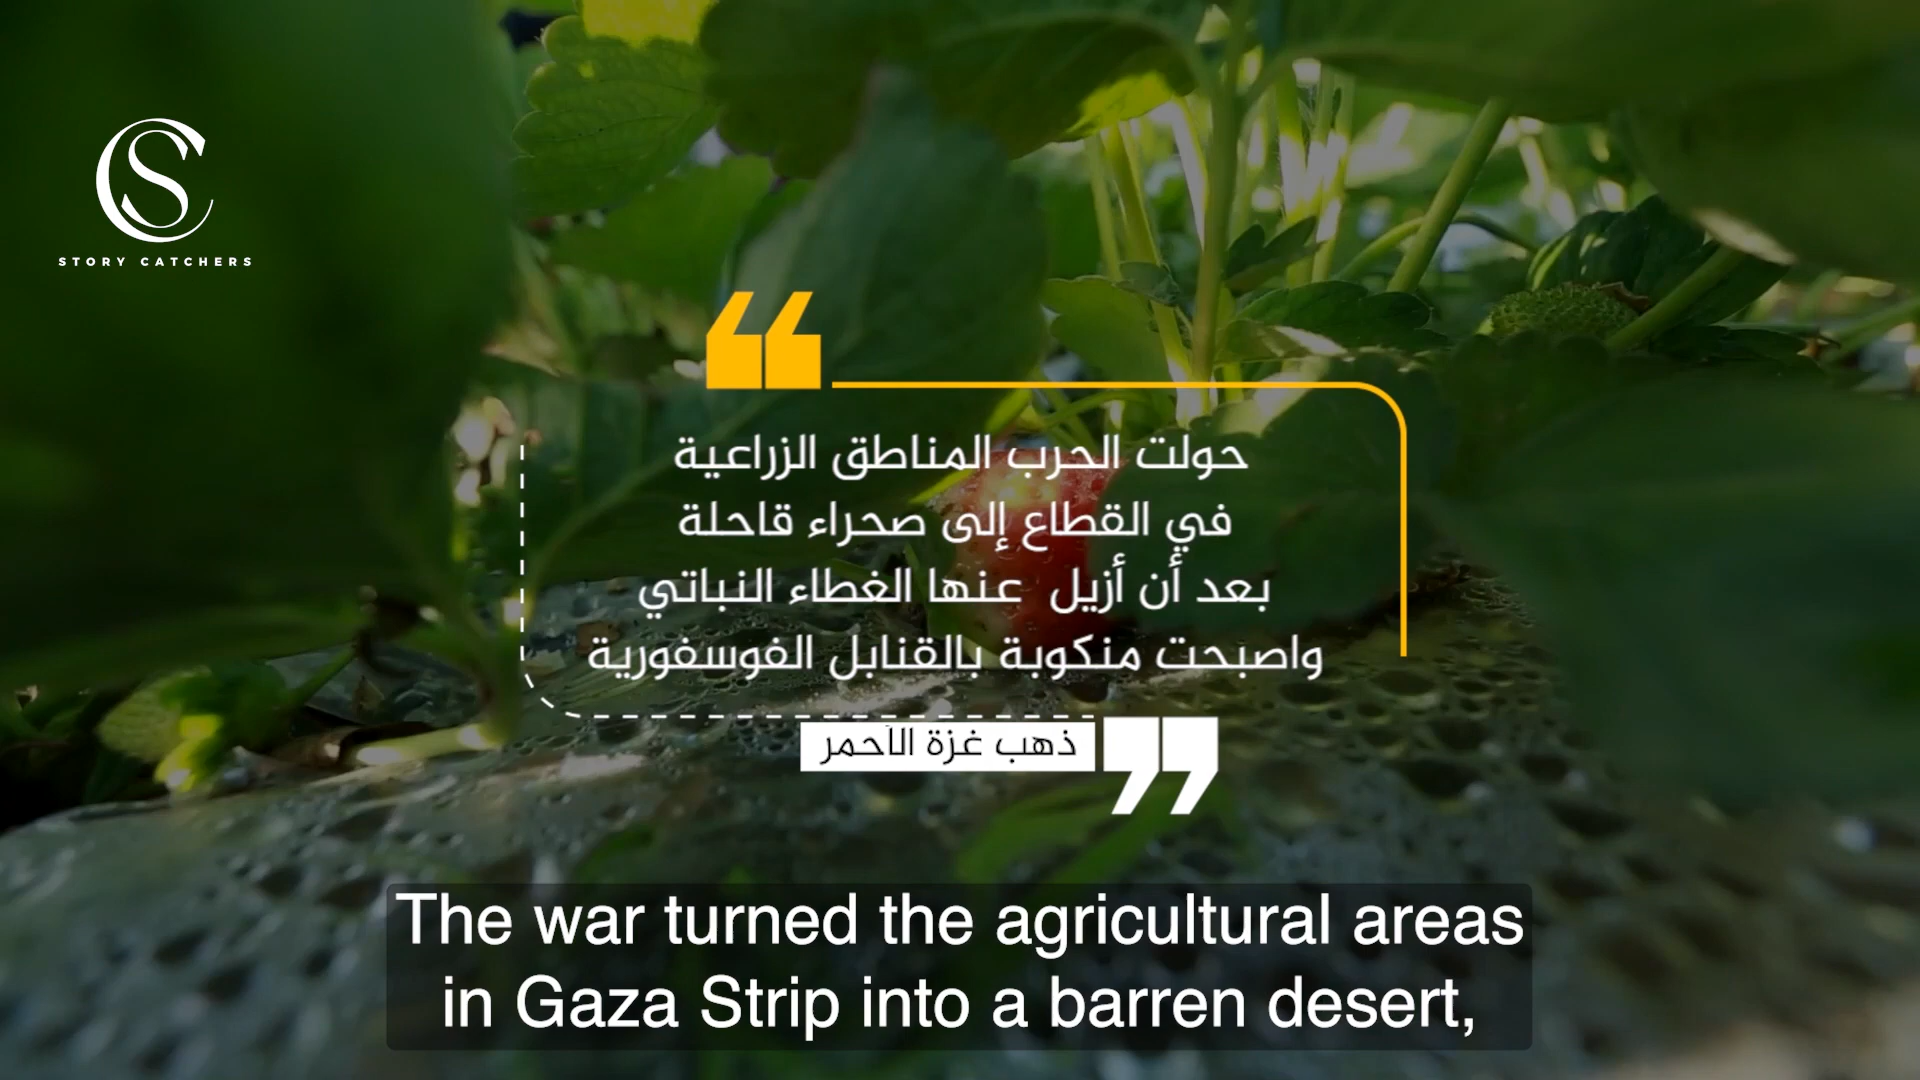 STORY CATCHERS
حولت الحرب المناطق الزراعية
في القطاع إلى صحراء قاحلة
بعد أن أزيل عنها الغطاء النباتي
واصبحت منكوبة بالقنابل الفوسفورية
ذهب غزة الأحمر
The war turned the agricultural areas
in Gaza Strip into a barren desert,